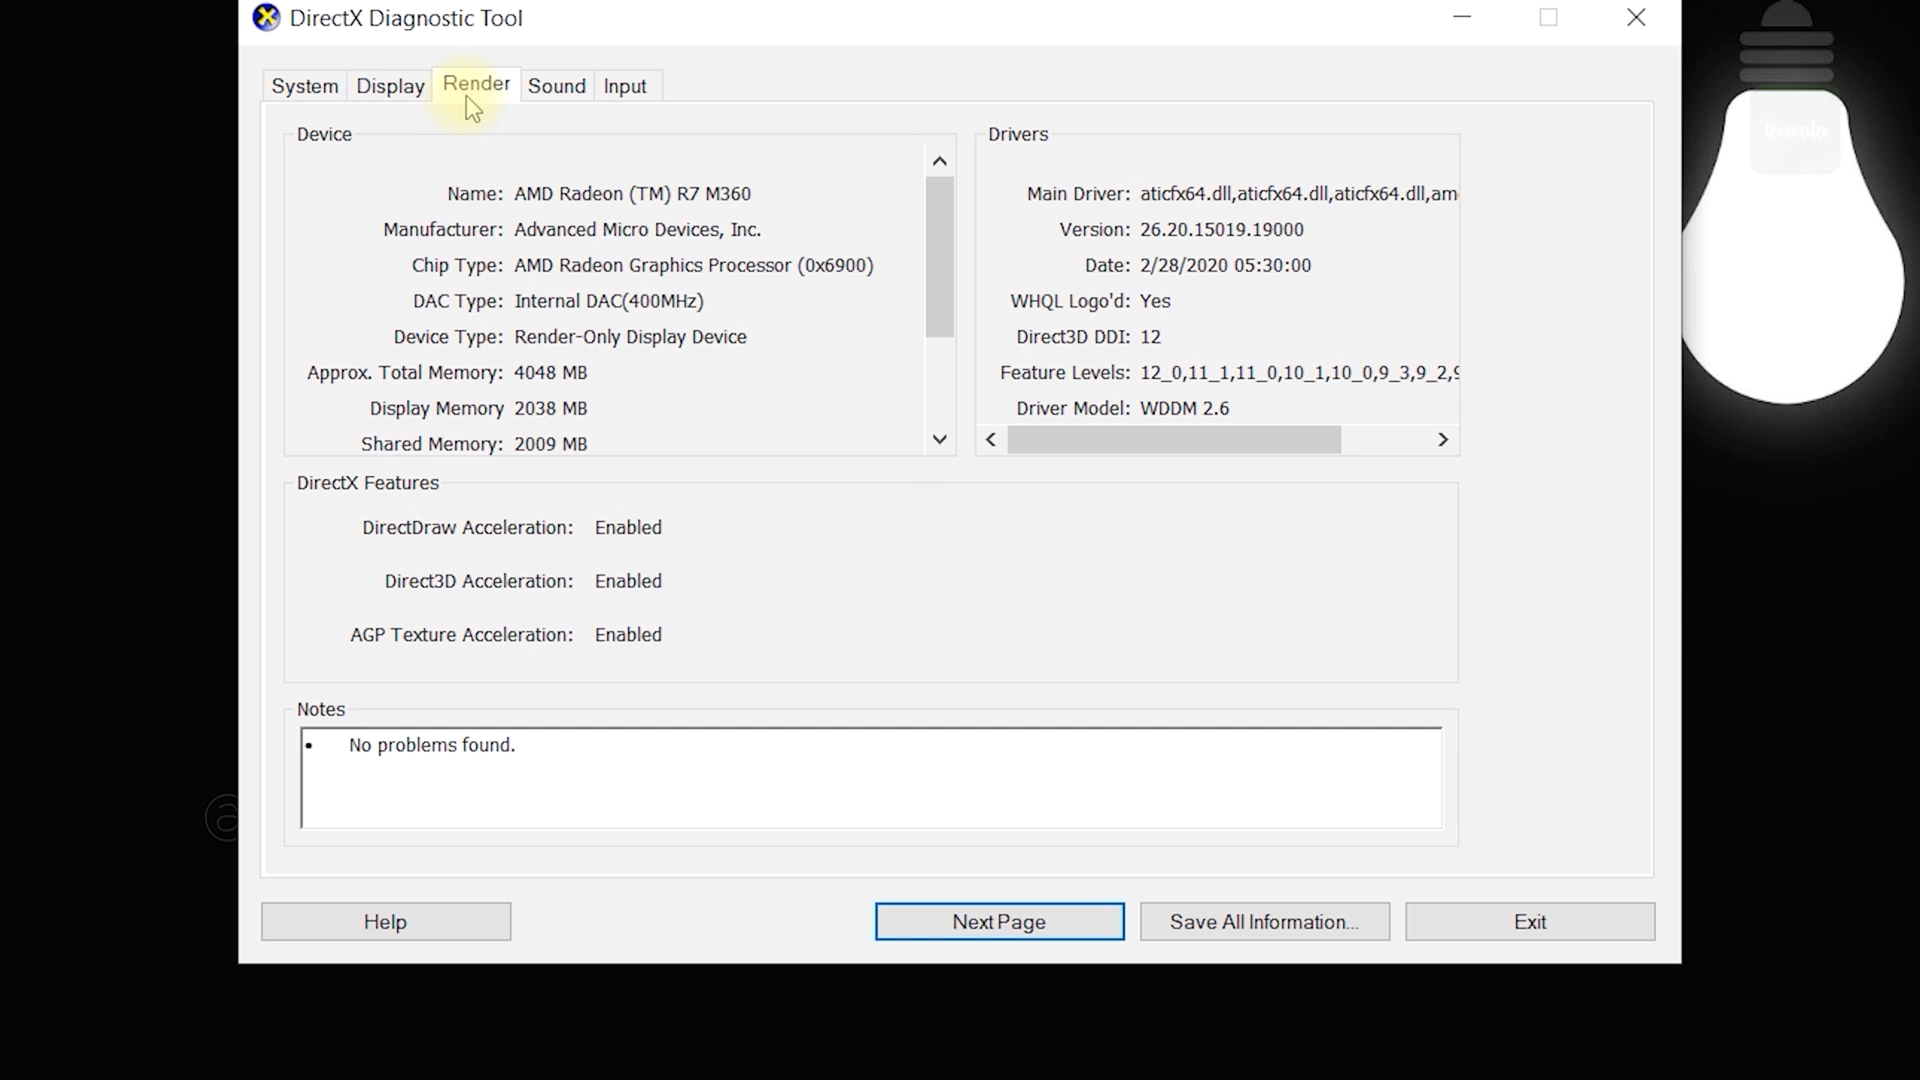 DirectX Diagnostic Tool
System Display Render Sound Input
Device
Name: AMD Radeon (TM) R7 M360
Manufacturer: Advanced Micro Devices, Inc.
Chip Type: AMD Radeon Graphics Processor (0x6900)
DAC Type: Internal DAC(400MHz)
Device Type: Render-Only Display Device
Approx. Total Memory: 4048 MB
Display Memory 2038 MB
Shared Memory: 2009 MB
Drivers
Main Driver: aticfx64.dll,aticfx64.dll,aticfx64.dll,am
Version: 26.20.15019.19000
Date: 2/28/2020 05:30:00
WHQL Logo'd: Yes
Direct3D DDI: 12
Feature Levels: 12_0,11_1,11_0,10_1,10_0,9_3,9_2,9
Driver Model: WDDM 2.6
DirectX Features
DirectDraw Acceleration: Enabled
Direct3D Acceleration: Enabled
AGP Texture Acceleration: Enabled
Notes
• No problems found.
Help Next Page Save All Information... Exit
tecwala